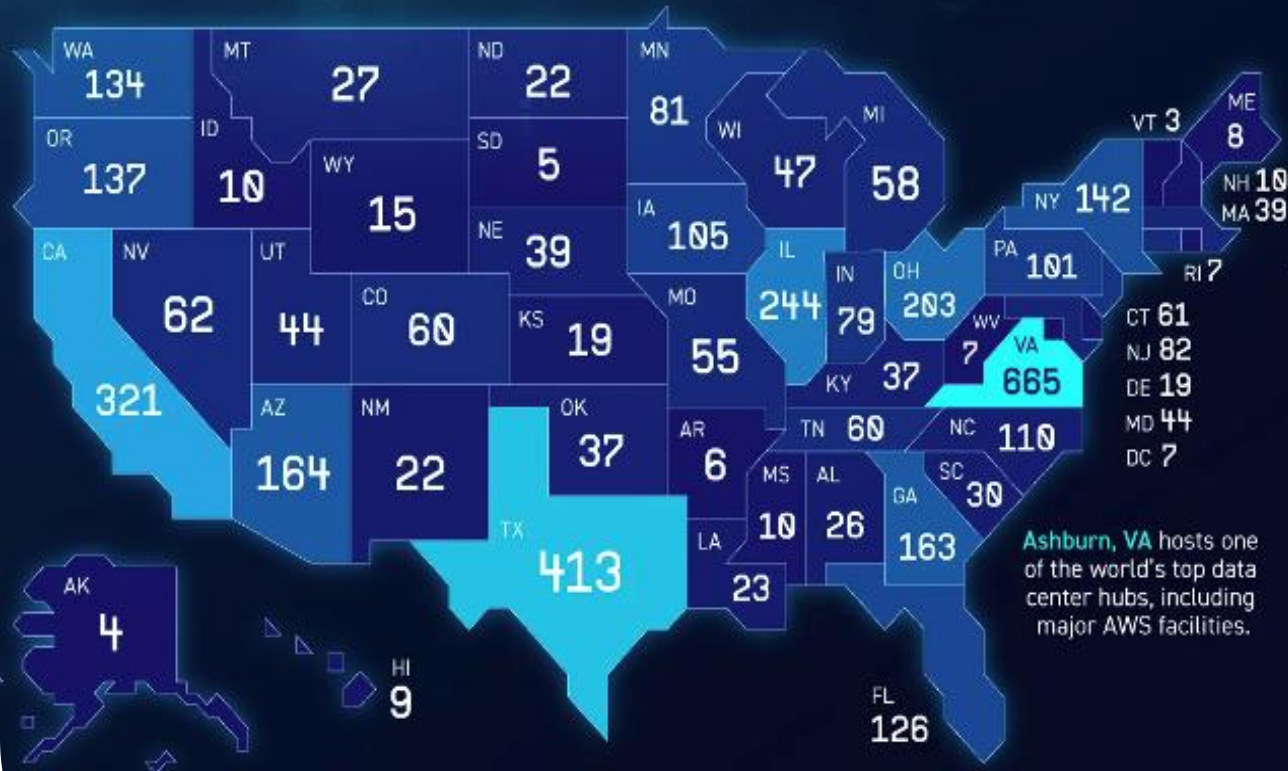 WA
134
MT
27
ND
22
MN
81
OR
137
ID
10
WY
15
SD
5
WI
47
MI
58
VT 3
ME
8
NH 10
MA 39
NY 142
RI 7
CA
321
NV
62
UT
44
CO
60
NE
39
IA
105
IL
244
IN
79
OH
203
PA
101
KS
19
MO
55
KY
37
WV
7
VA
665
CT 61
NJ 82
DE 19
MD 44
DC 7
AZ
164
NM
22
OK
37
AR
6
TN 60
NC
110
SC
30
MS
10
AL
26
GA
163
TX
413
LA
23
Ashburn, VA hosts one
of the world's top data
center hubs, including
major AWS facilities.
AK
4
HI
9
FL
126